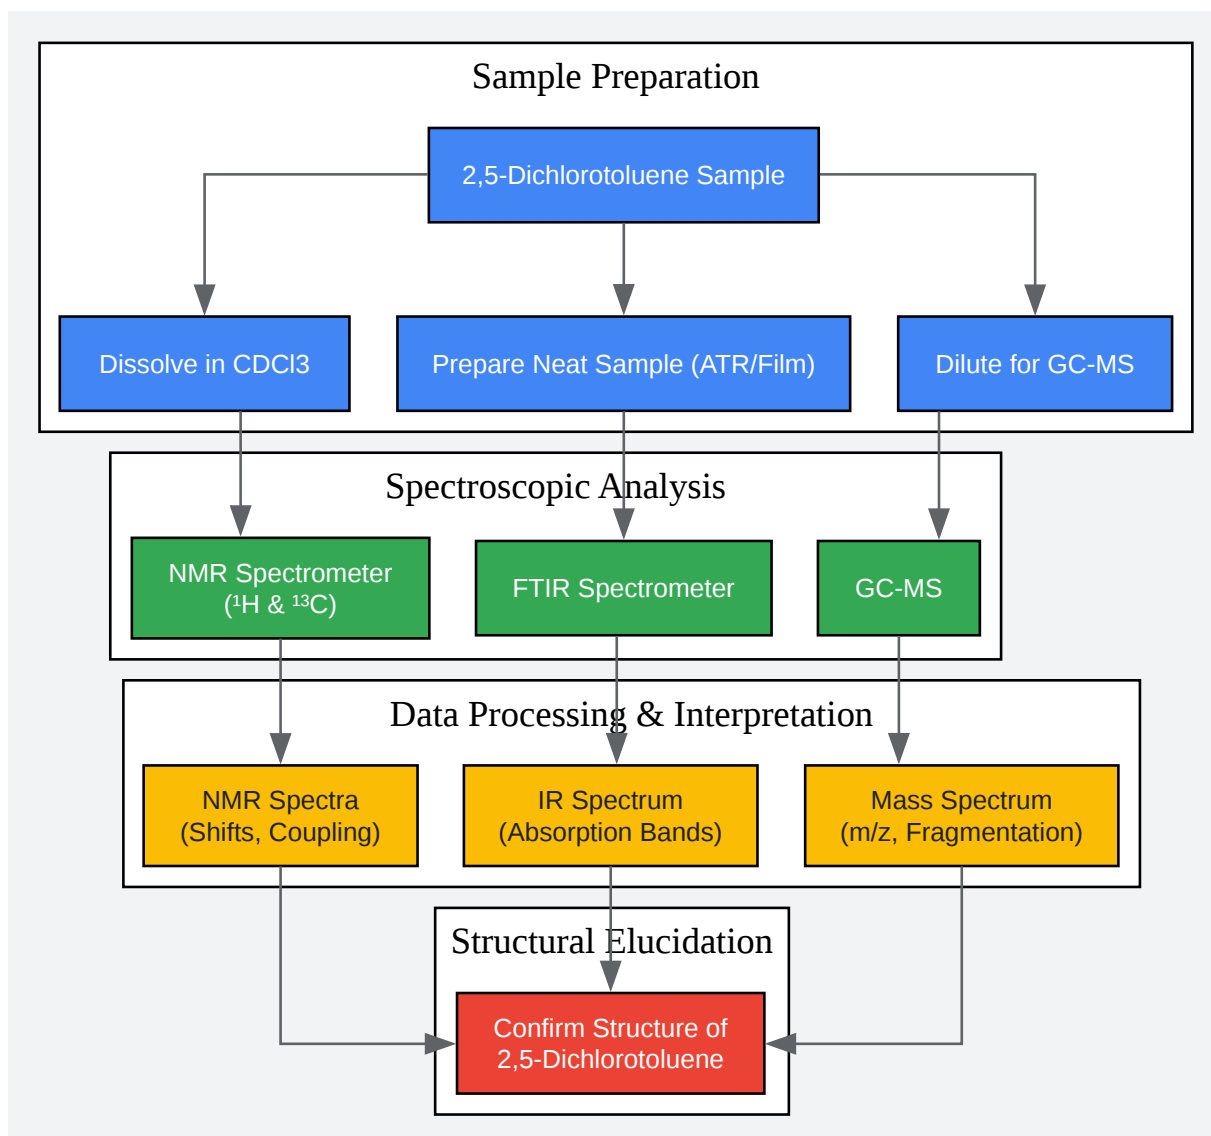 Sample Preparation
2,5-Dichlorotoluene Sample
Dissolve in CDCl3
Prepare Neat Sample (ATR/Film)
Dilute for GC-MS
Spectroscopic Analysis
NMR Spectrometer
(¹H & ¹³C)
FTIR Spectrometer
GC-MS
Data Processing & Interpretation
NMR Spectra
(Shifts, Coupling)
IR Spectrum
(Absorption Bands)
Mass Spectrum
(m/z, Fragmentation)
Structural Elucidation
Confirm Structure of
2,5-Dichlorotoluene